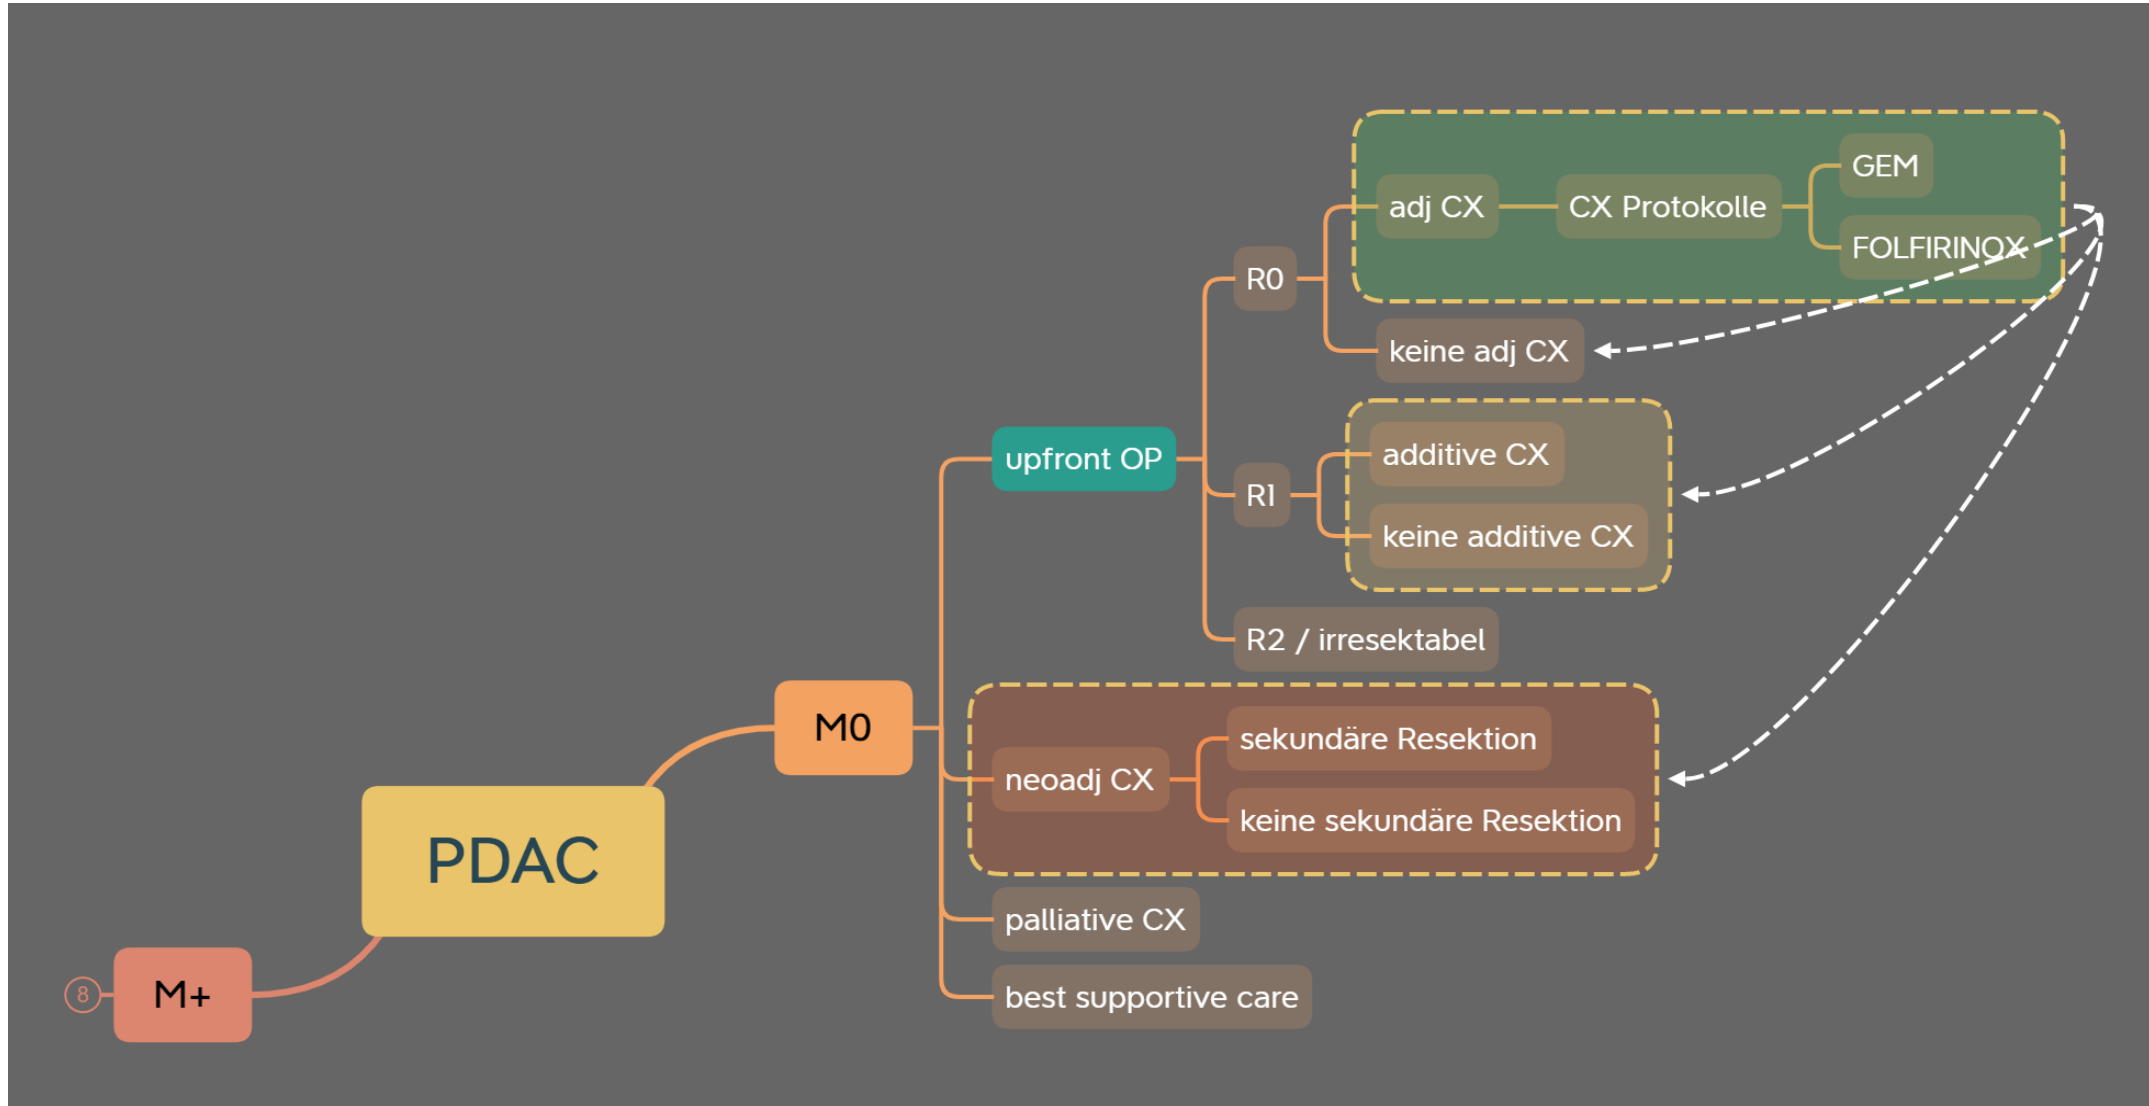 PDAC
M0
upfront OP
R0
adj CX
CX Protokolle
GEM
FOLFIRINOX
keine adj CX
R1
additive CX
keine additive CX
R2 / irresektabel
neoadj CX
sekundäre Resektion
keine sekundäre Resektion
palliative CX
best supportive care
M+
8